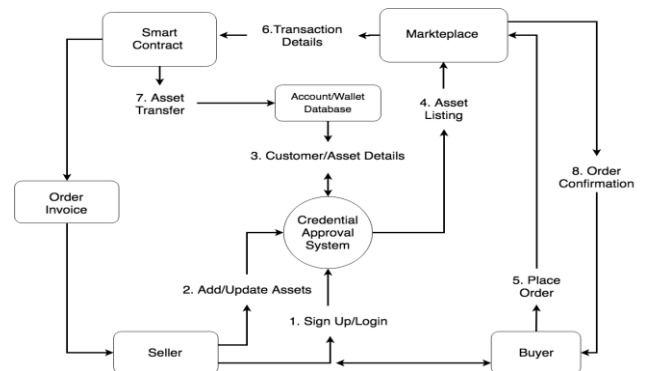 Smart
Contract
6.Transaction
Details
Markteplace
7. Asset
Transfer
Account/Wallet
Database
4. Asset
Listing
3. Customer/Asset Details
8. Order
Confirmation
Order
Invoice
Credential
Approval
System
2. Add/Update Assets
5. Place
Order
1. Sign Up/Login
Seller
Buyer